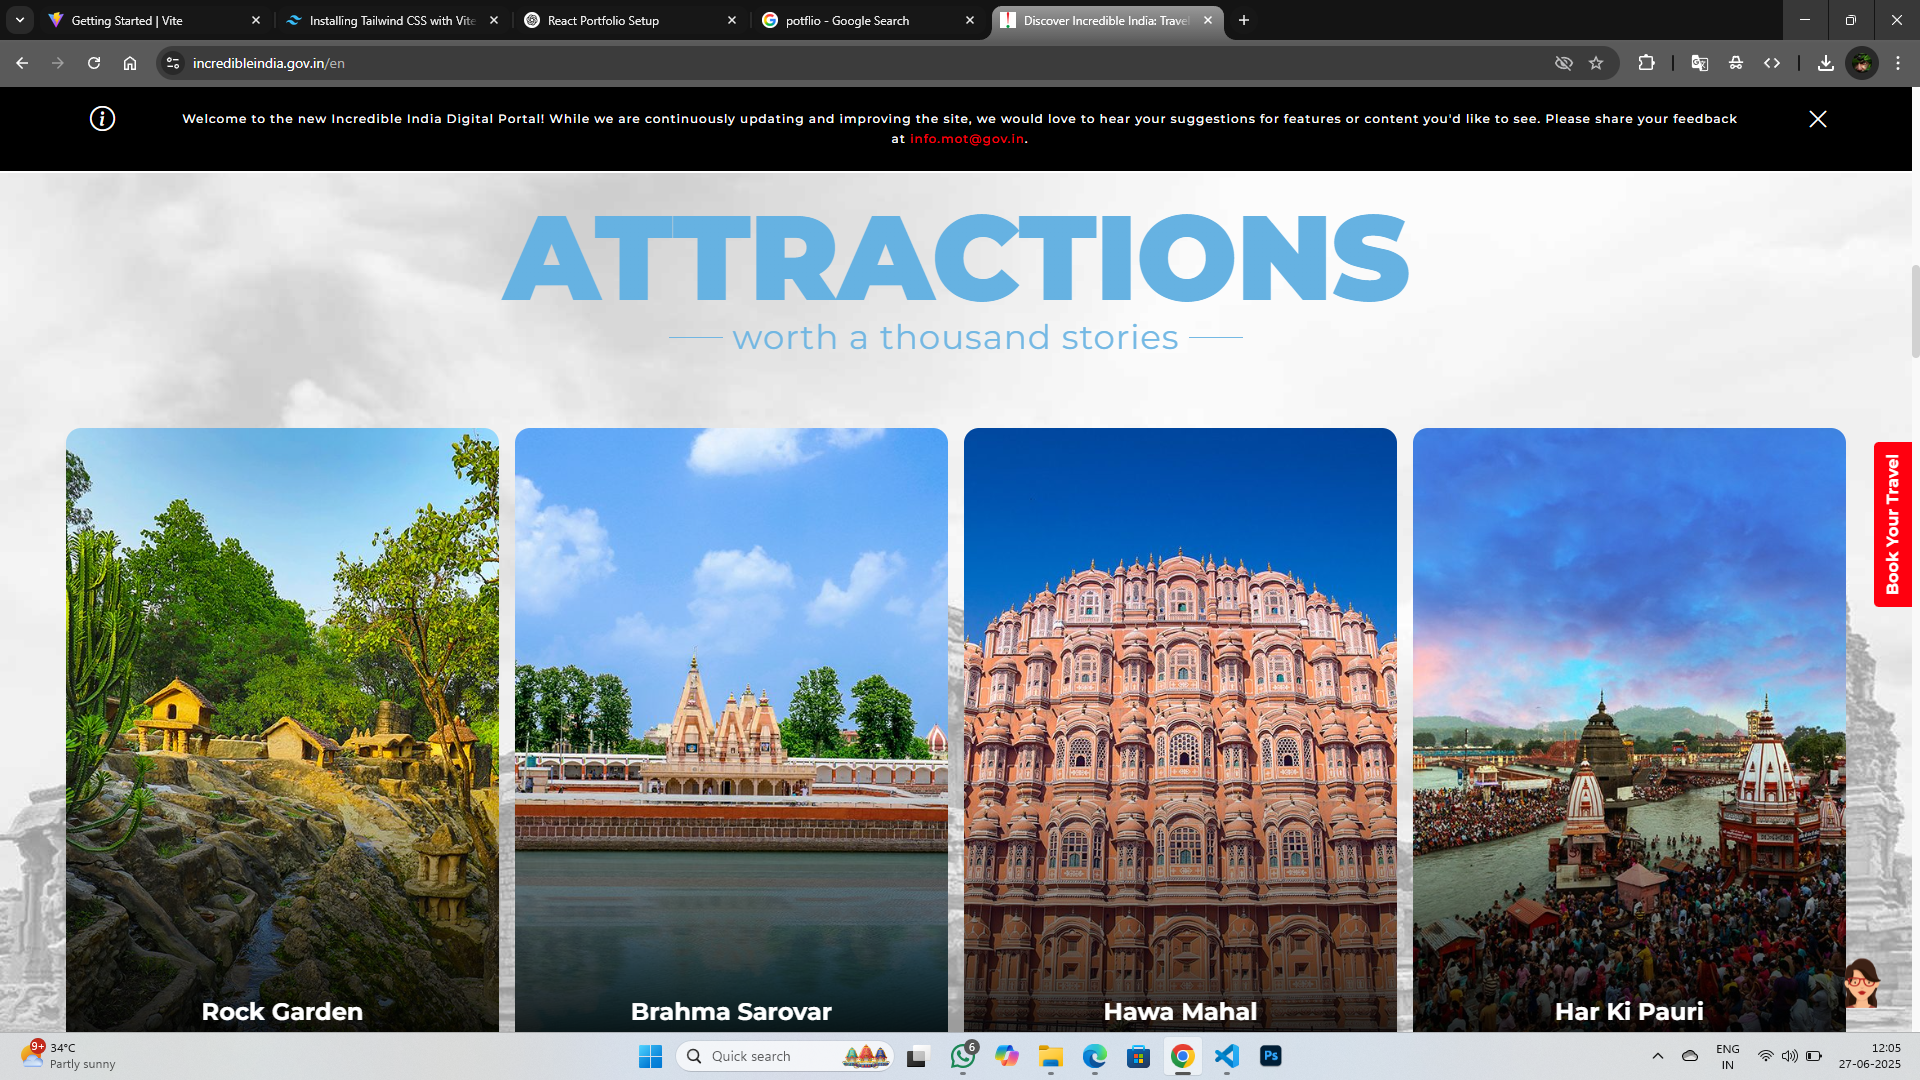 Getting Started | Vite
Installing Tailwind CSS with Vite
React Portfolio Setup
potflio - Google Search
Discover Incredible India: Travel
incredibleindia.gov.in/en
Welcome to the new Incredible India Digital Portal! While we are continuously updating and improving the site, we would love to hear your suggestions for features or content you'd like to see. Please share your feedback
at info.mot@gov.in.
ATTRACTIONS
worth a thousand stories
Book Your Travel
Rock Garden
Brahma Sarovar
Hawa Mahal
Har Ki Pauri
9+
34°C
Partly sunny
Quick search
6
Ps
ENG
IN
12:05
27-06-2025